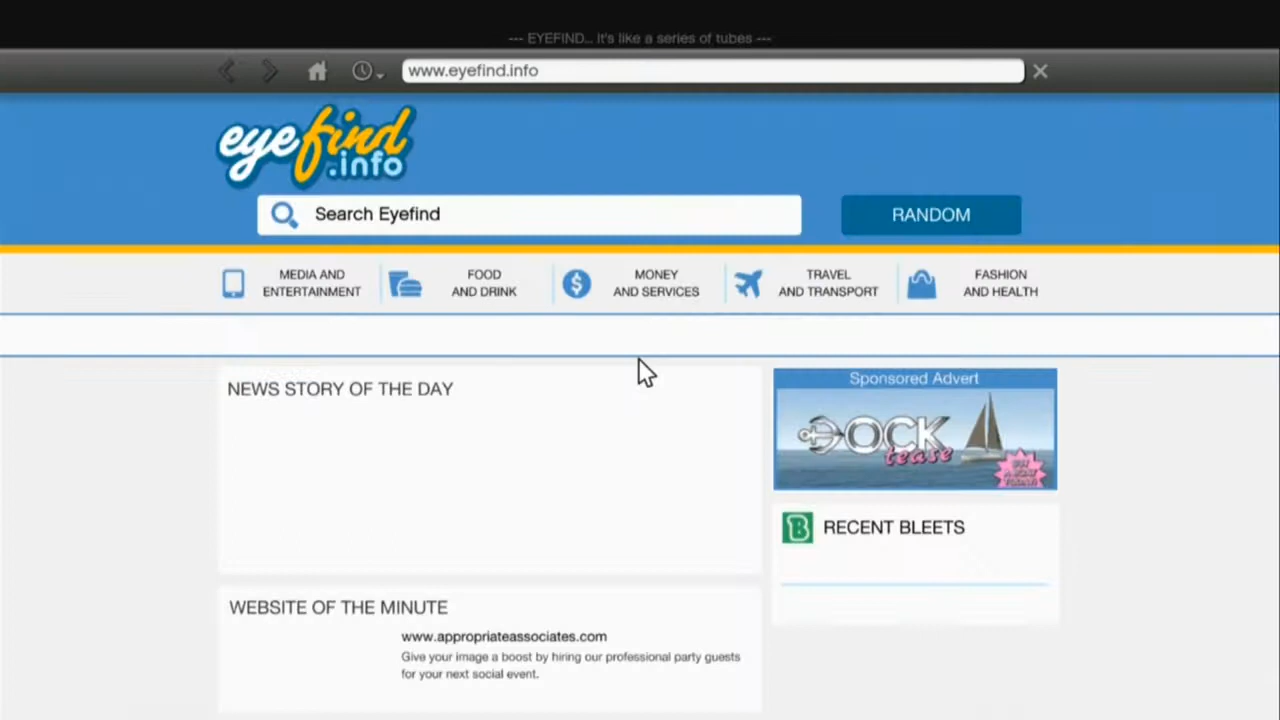 --- EYEFIND... It's like a series of tubes ---
www.eyefind.info
eyefind
.info
Search Eyefind
RANDOM
MEDIA AND
ENTERTAINMENT
FOOD
AND DRINK
MONEY
AND SERVICES
TRAVEL
AND TRANSPORT
FASHION
AND HEALTH
NEWS STORY OF THE DAY
Sponsored Advert
DOCK
tease
BUY
A BOAT
TODAY!
B
RECENT BLEETS
WEBSITE OF THE MINUTE
www.appropriateassociates.com
Give your image a boost by hiring our professional party guests
for your next social event.